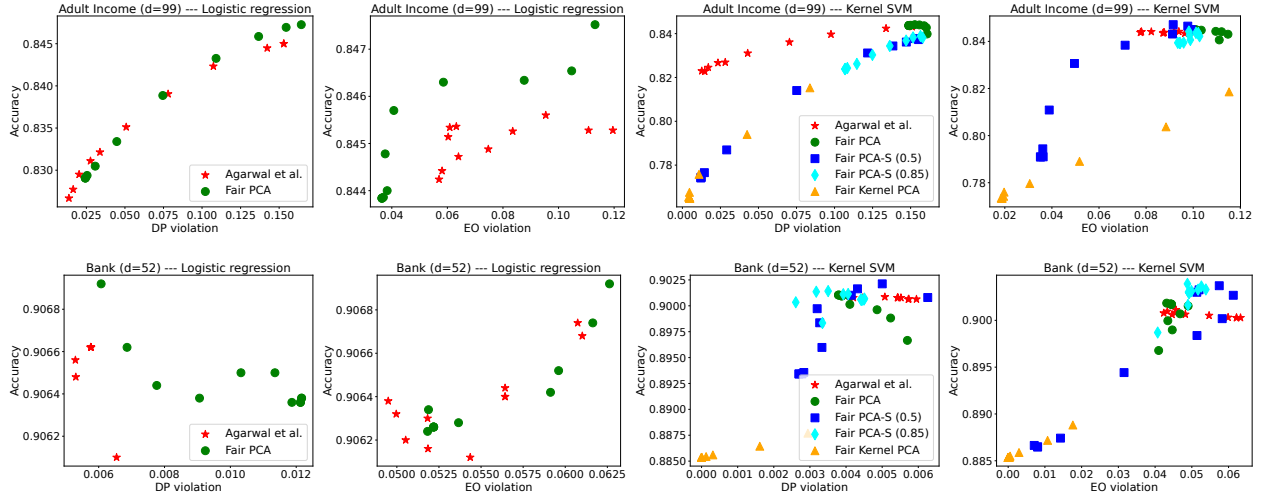 Adult Income (d=99) --- Logistic regression
0.845
0.840
0.835
0.830
Accuracy
0.025 0.050 0.075 0.100 0.125 0.150
DP violation
Agarwal et al.
Fair PCA
Adult Income (d=99) --- Logistic regression
0.847
0.846
0.845
0.844
Accuracy
0.04 0.06 0.08 0.10 0.12
EO violation
Adult Income (d=99) --- Kernel SVM
0.84
0.82
0.80
0.78
Accuracy
0.000 0.025 0.050 0.075 0.100 0.125 0.150
DP violation
Agarwal et al.
Fair PCA
Fair PCA-S (0.5)
Fair PCA-S (0.85)
Fair Kernel PCA
Adult Income (d=99) --- Kernel SVM
0.84
0.82
0.80
0.78
Accuracy
0.02 0.04 0.06 0.08 0.10 0.12
EO violation
Bank (d=52) --- Logistic regression
0.9068
0.9066
0.9064
0.9062
Accuracy
0.006 0.008 0.010 0.012
DP violation
Agarwal et al.
Fair PCA
Bank (d=52) --- Logistic regression
0.9068
0.9066
0.9064
0.9062
Accuracy
0.0500 0.0525 0.0550 0.0575 0.0600 0.0625
EO violation
Bank (d=52) --- Kernel SVM
0.9025
0.9000
0.8975
0.8950
0.8925
0.8900
0.8875
0.8850
Accuracy
0.000 0.001 0.002 0.003 0.004 0.005 0.006
DP violation
Agarwal et al.
Fair PCA
Fair PCA-S (0.5)
Fair PCA-S (0.85)
Fair Kernel PCA
Bank (d=52) --- Kernel SVM
0.900
0.895
0.890
0.885
Accuracy
0.00 0.01 0.02 0.03 0.04 0.05 0.06
EO violation